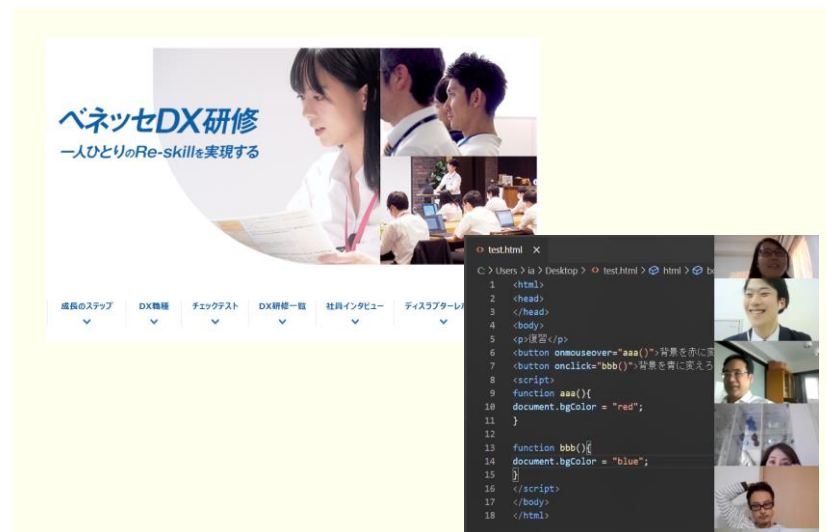 ベネッセDX研修
一人ひとりのRe-skillを実現する
成長のステップ DX職種 チェックテスト DX研修一覧 社員インタビュー ディスラプターレ
test.html ×
C: > Users > ia > Desktop > test.html > html > bo
1 <html>
2 <head>
3 </head>
4 <body>
5 <p>復習</p>
6 <button onmouseover="aaa()">背景を赤に変
7 <button onclick="bbb()">背景を青に変えろ
8 <script>
9 function aaa(){
10 document.bgColor = "red";
11 }
12
13 function bbb(){
14 document.bgColor = "blue";
15 }
16 </script>
17 </body>
18 </html>